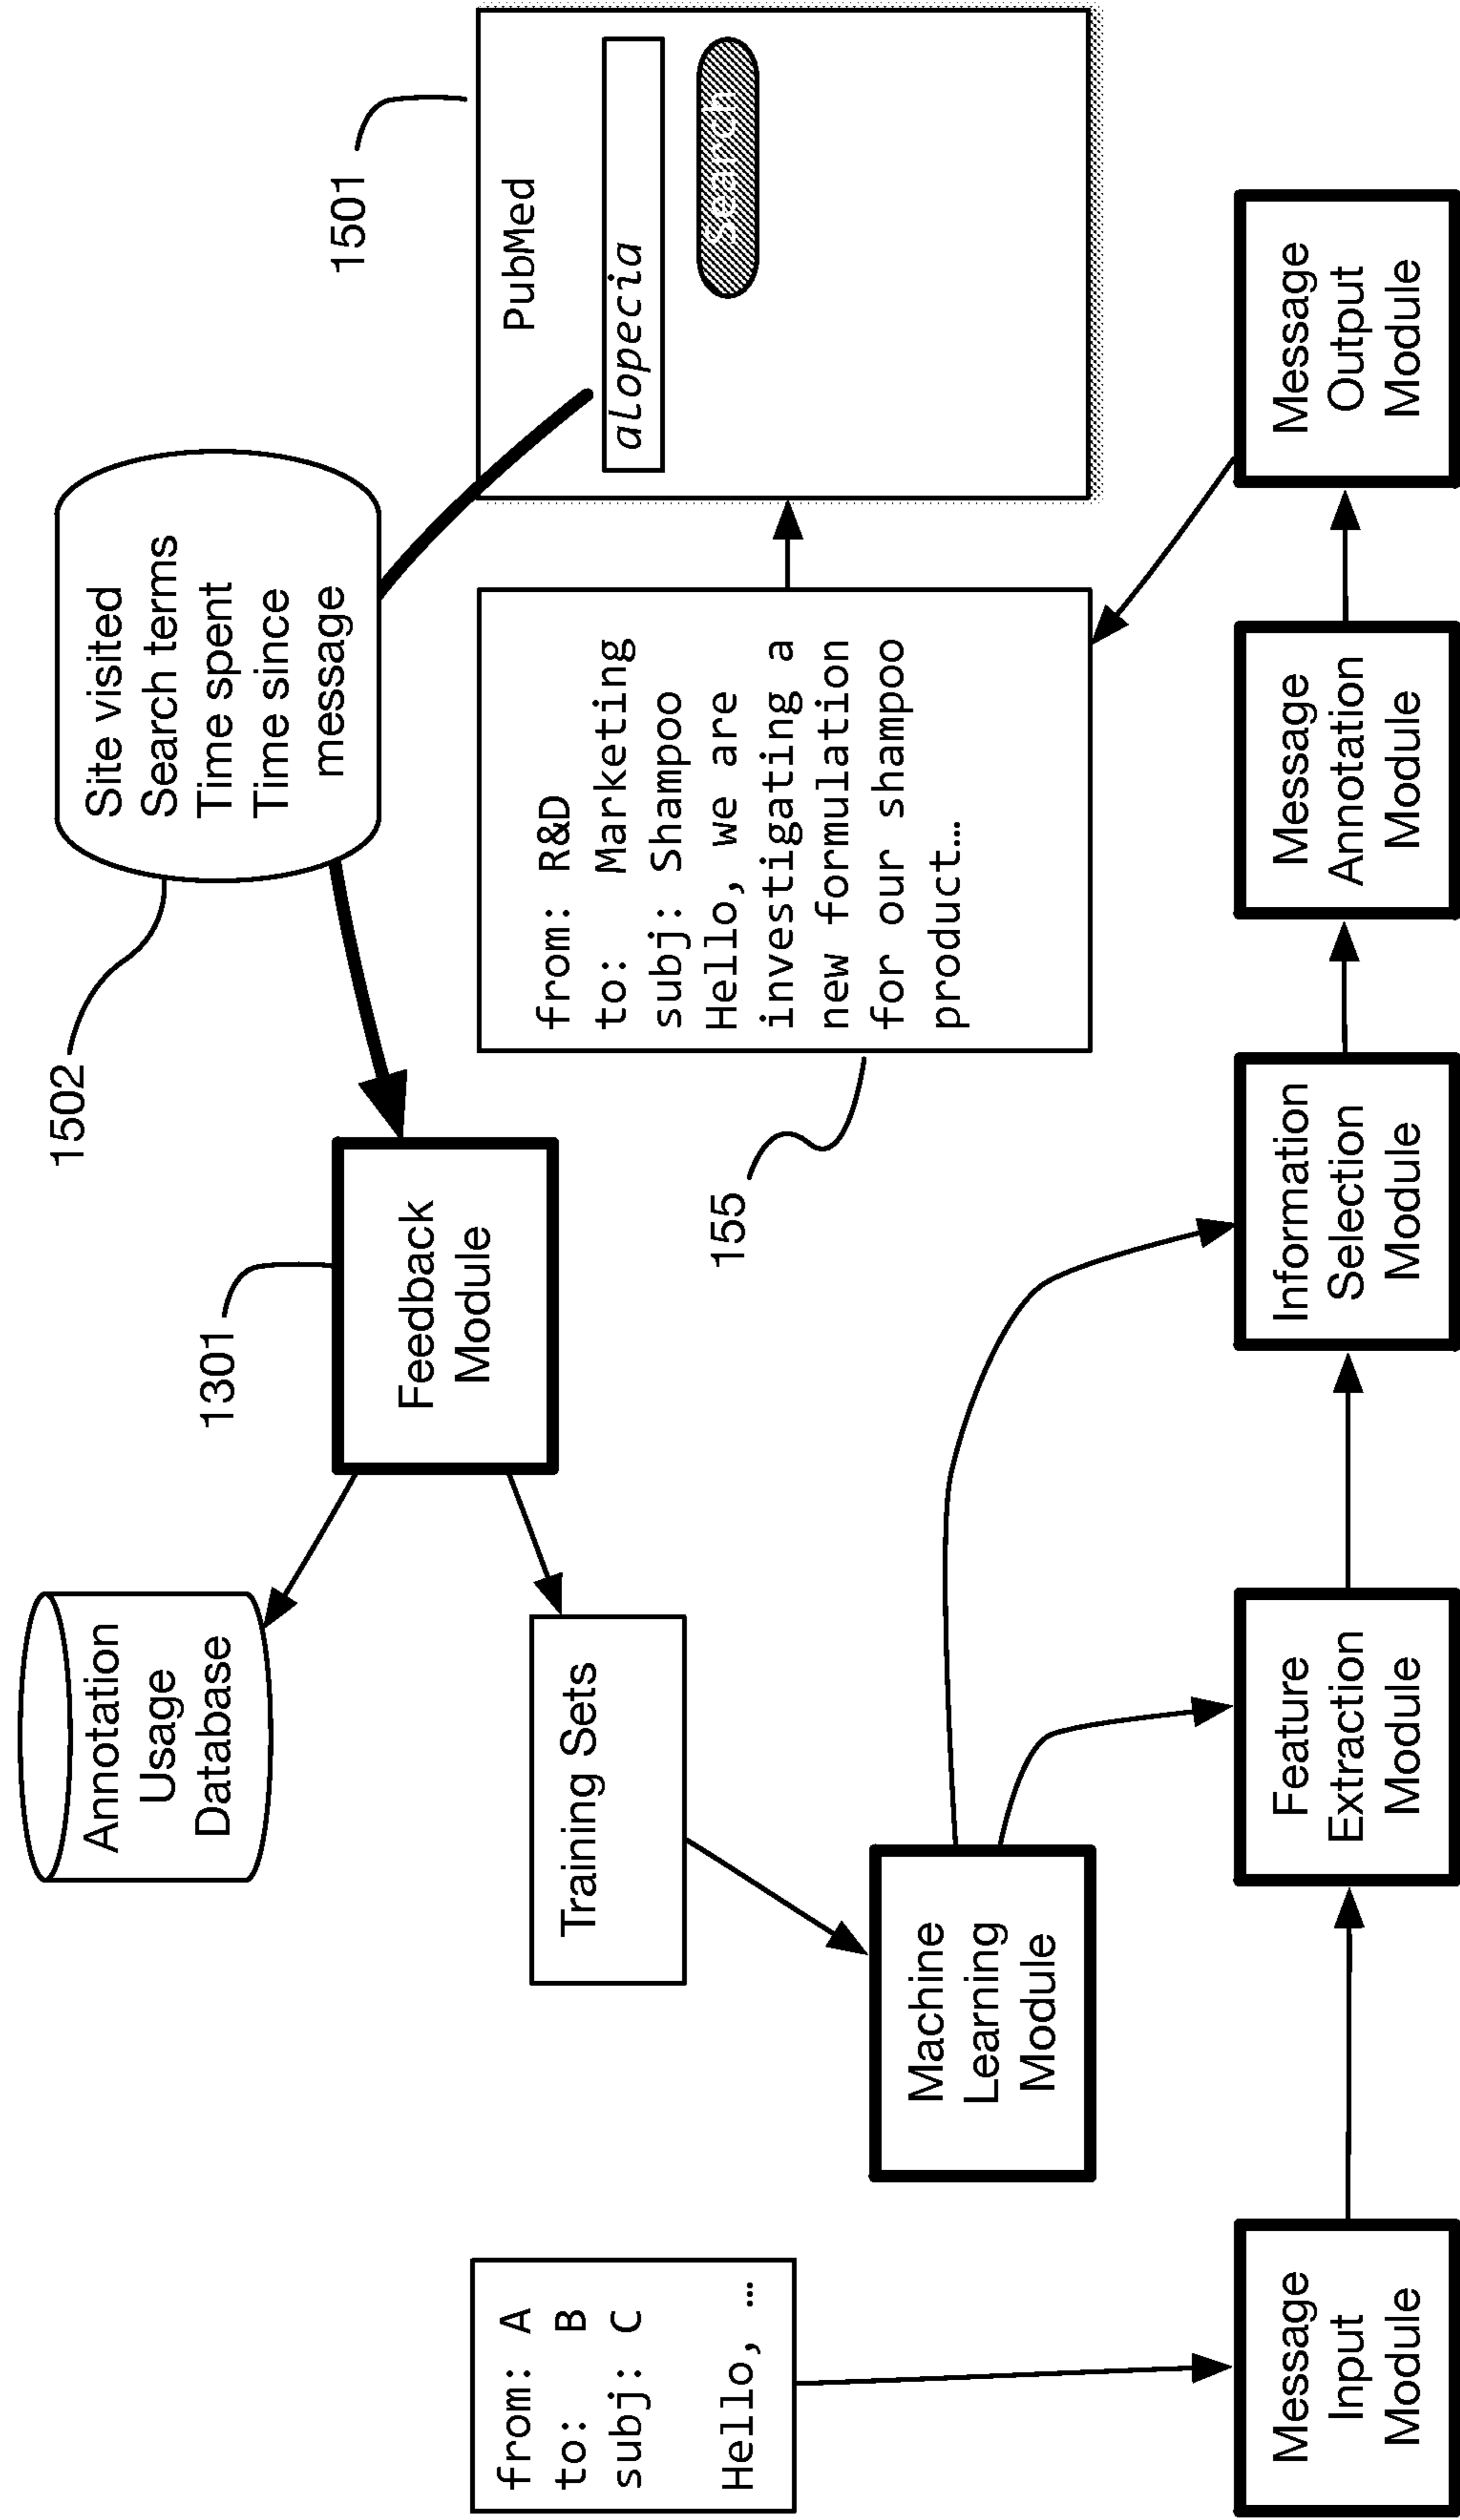 Annotation
Usage
Database
1301
1502
Site visited
Search terms
Time spent
Time since
message
1501
Feedback
Module
Training Sets
from: A
to:  B
subj: C
Hello, …
155
from: R&D
to:  Marketing
subj: Shampoo
Hello, we are
investigating a
new formulation
for our shampoo
product…
PubMed
alopecia
Search
Machine
Learning
Module
Message
Input
Module
Feature
Extraction
Module
Information
Selection
Module
Message
Annotation
Module
Message
Output
Module